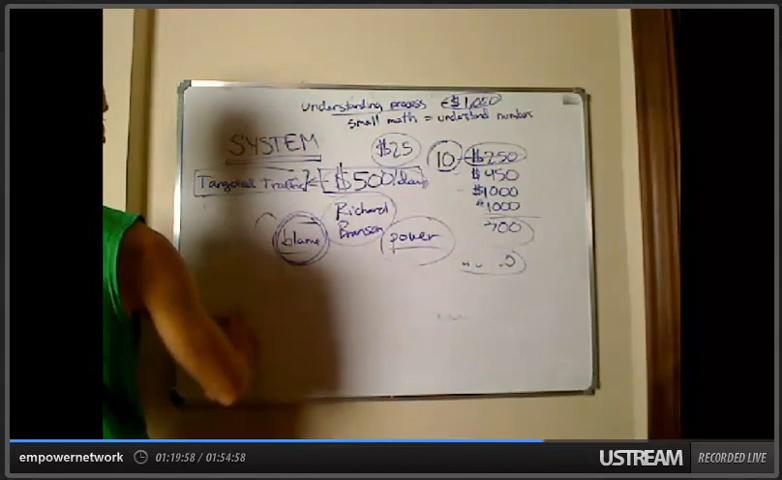 understanding process $1,000
small math = understand numbers
SYSTEM $25 10 - $250
Targeted Traffic $500/day $450
$1000
Richard 1000
blame Branson power 700
empowernetwork 01:19:58 / 01:54:58 USTREAM RECORDED LIVE